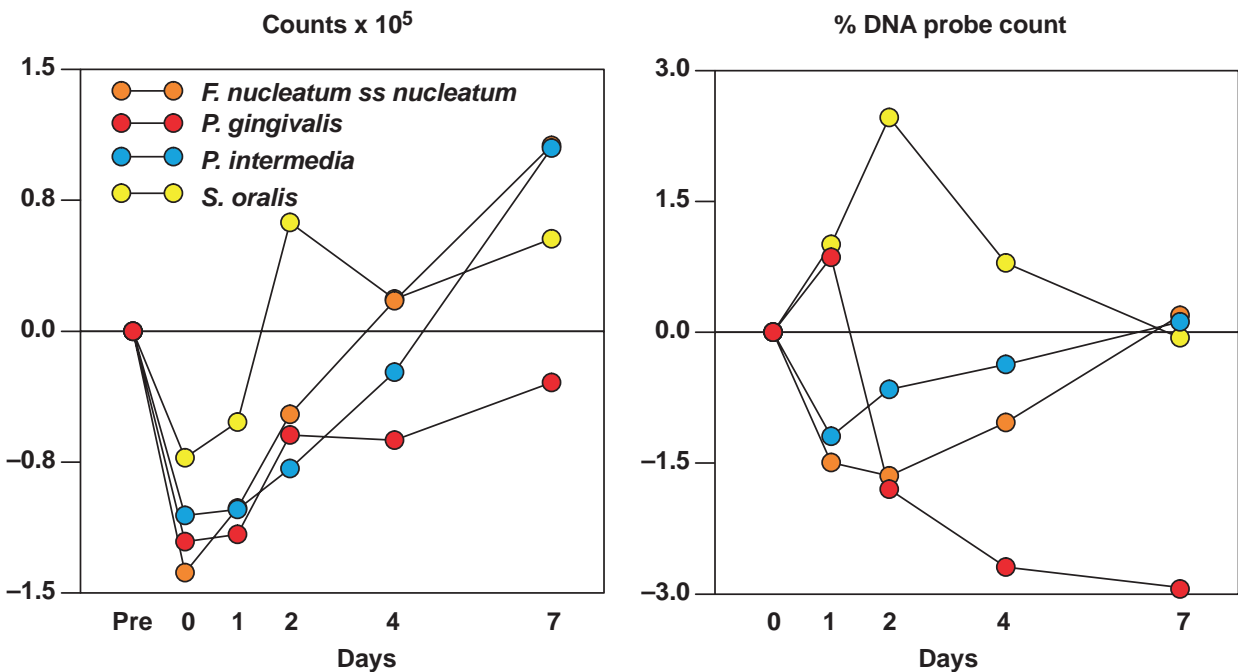 Counts x 10⁵
1.5
0.8
0.0
–0.8
–1.5
F. nucleatum ss nucleatum
P. gingivalis
P. intermedia
S. oralis
Pre 0 1 2 4 7
Days
% DNA probe count
3.0
1.5
0.0
–1.5
–3.0
0 1 2 4 7
Days